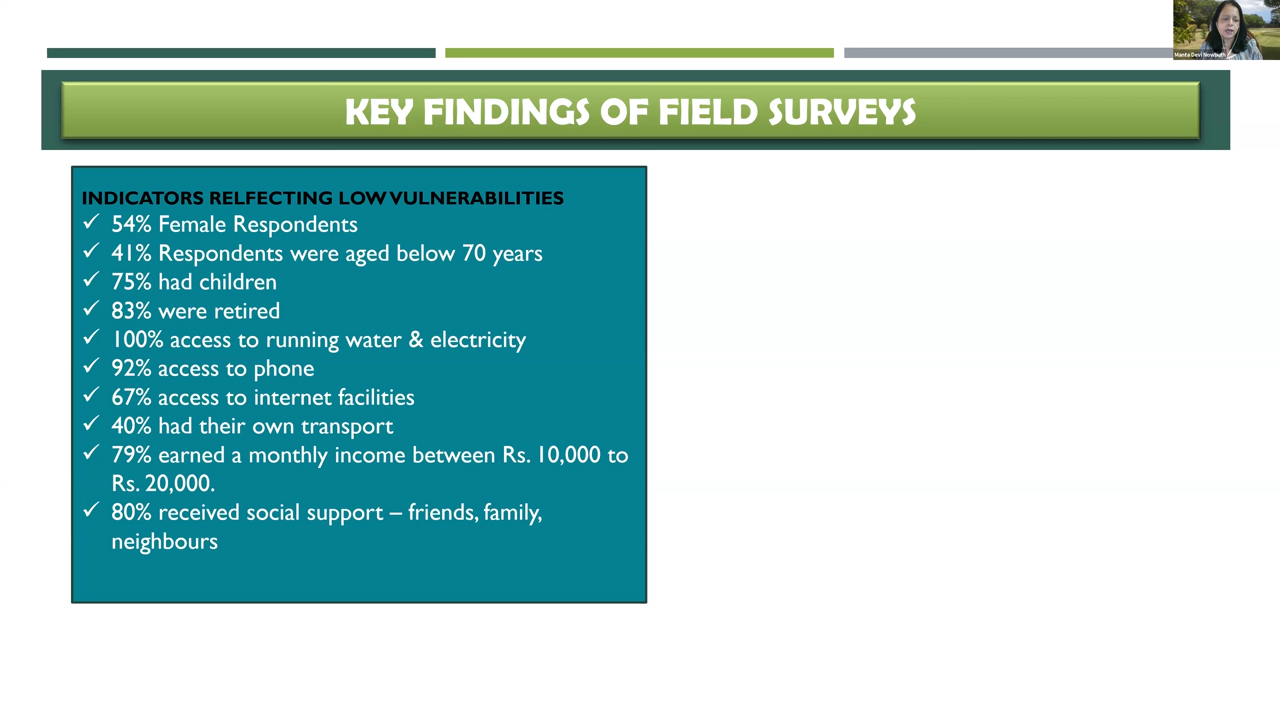 Manta Devi Nowbuth
KEY FINDINGS OF FIELD SURVEYS
INDICATORS RELFECTING LOW VULNERABILITIES
✓ 54% Female Respondents
✓ 41% Respondents were aged below 70 years
✓ 75% had children
✓ 83% were retired
✓ 100% access to running water & electricity
✓ 92% access to phone
✓ 67% access to internet facilities
✓ 40% had their own transport
✓ 79% earned a monthly income between Rs. 10,000 to
Rs. 20,000.
✓ 80% received social support – friends, family,
neighbours